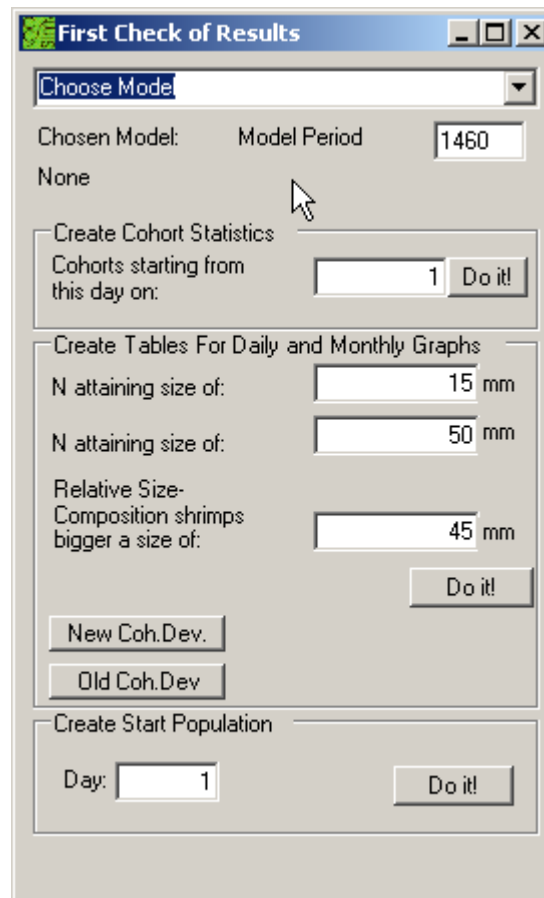 First Check of Results
Choose Model
Chosen Model: Model Period 1460
None
Create Cohort Statistics
Cohorts starting from
this day on: 1 Do it!
Create Tables For Daily and Monthly Graphs
N attaining size of: 15 mm
N attaining size of: 50 mm
Relative Size-
Composition shrimps
bigger a size of: 45 mm
Do it!
New Coh.Dev.
Old Coh.Dev
Create Start Population
Day: 1 Do it!